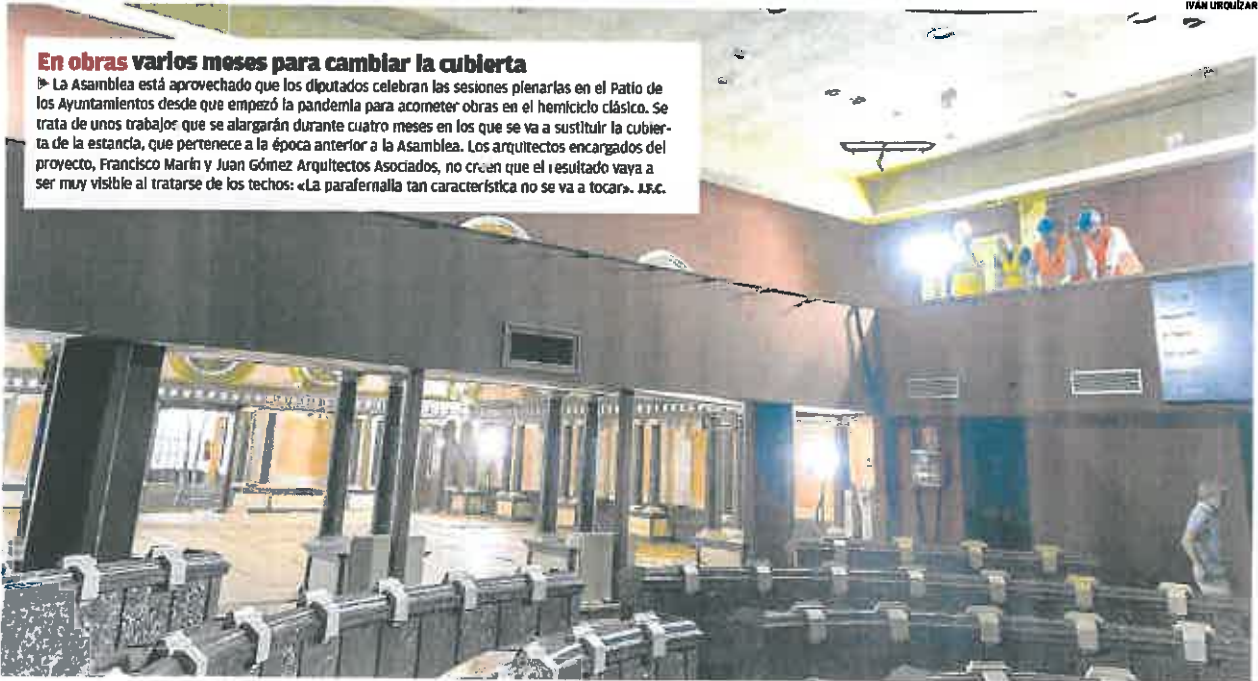 IVÁN URQUÍZAR
En obras varios meses para cambiar la cubierta
La Asamblea está aprovechado que los diputados celebran las sesiones plenarias en el Patio de
los Ayuntamientos desde que empezó la pandemia para acometer obras en el hemiciclo clásico. Se
trata de unos trabajos que se alargarán durante cuatro meses en los que se va a sustituir la cubier-
ta de la estancia, que pertenece a la época anterior a la Asamblea. Los arquitectos encargados del
proyecto, Francisco Marín y Juan Gómez Arquitectos Asociados, no creen que el resultado vaya a
ser muy visible al tratarse de los techos: «La parafernalia tan característica no se va a tocar». J.F.C.